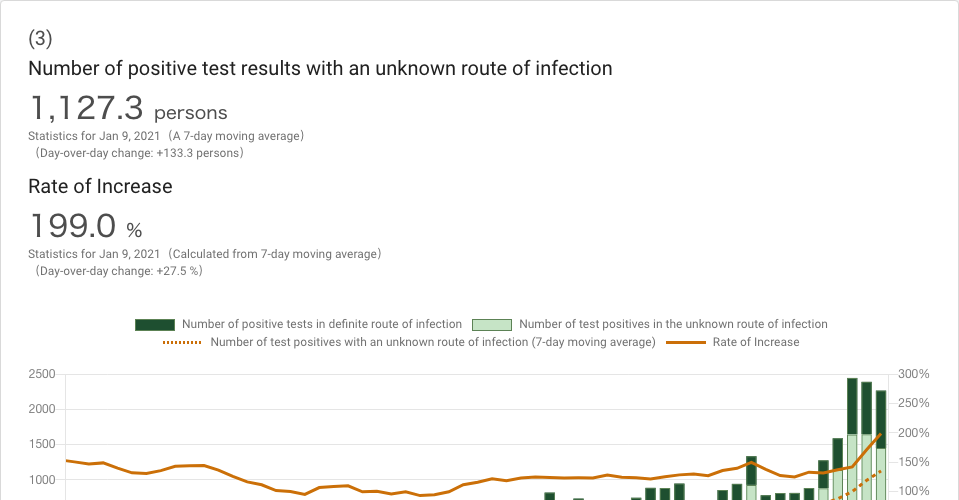 (3)
Number of positive test results with an unknown route of infection
1,127.3 persons
Statistics for Jan 9, 2021（A 7-day moving average）
（Day-over-day change: +133.3 persons）
Rate of Increase
199.0 %
Statistics for Jan 9, 2021（Calculated from 7-day moving average）
（Day-over-day change: +27.5 %）
Number of positive tests in definite route of infection Number of test positives in the unknown route of infection
Number of test positives with an unknown route of infection (7-day moving average) Rate of Increase
2500 300%
250%
2000
200%
1500
150%
1000
100%